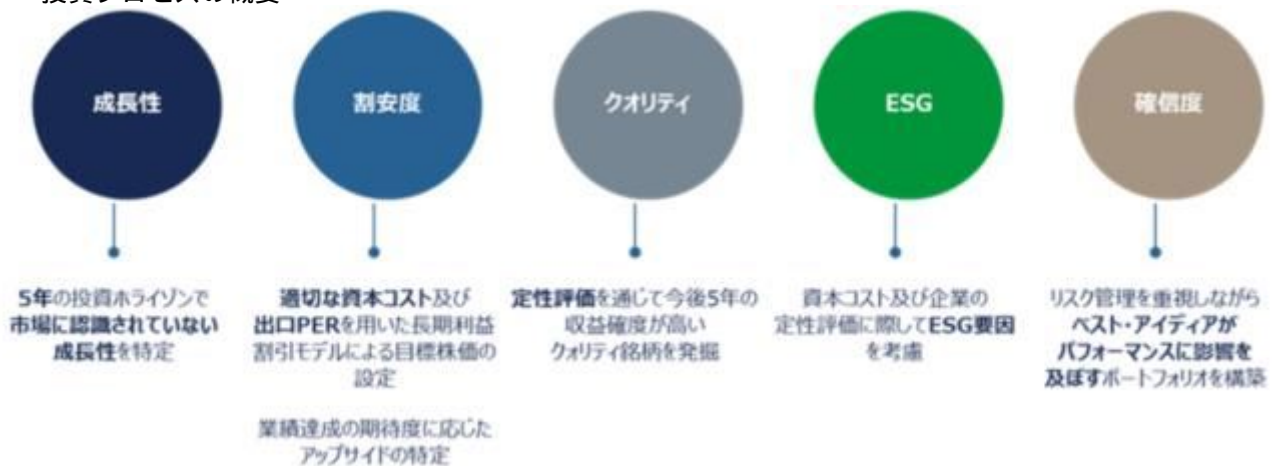 投資プロセスの概要
成長性
割安度
クオリティ
ESG
確信度
5年の投資ホライゾンで
市場に認識されていない
成長性を特定
適切な資本コスト及び
出口PERを用いた長期利益
割引モデルによる目標株価の
設定
業績達成の期待度に応じた
アップサイドの特定
定性評価を通じて今後5年の
収益確度が高い
クォリティ銘柄を発掘
資本コスト及び企業の
定性評価に際してESG要因
を考慮
リスク管理を重視しながら
ベスト・アイディアが
パフォーマンスに影響を
及ぼすポートフォリオを構築